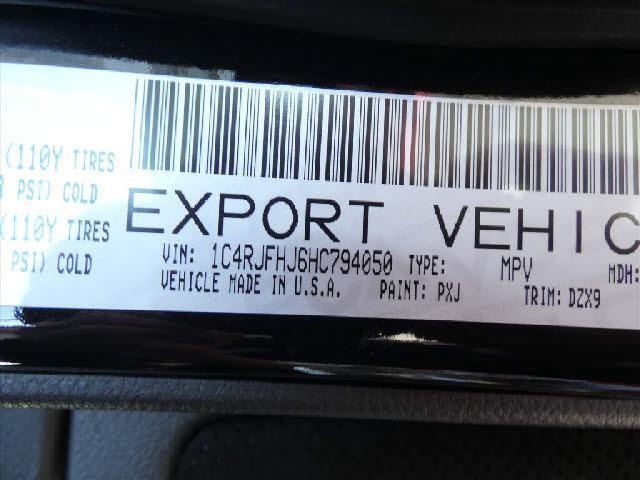 (110Y TIRES
PSI) COLD
(110Y TIRES
PSI) COLD
EXPORT VEHIC
VIN: 1C4RJFHJ6HC794050 TYPE: MPV MDH:
VEHICLE MADE IN U.S.A. PAINT: PXJ TRIM: DZX9